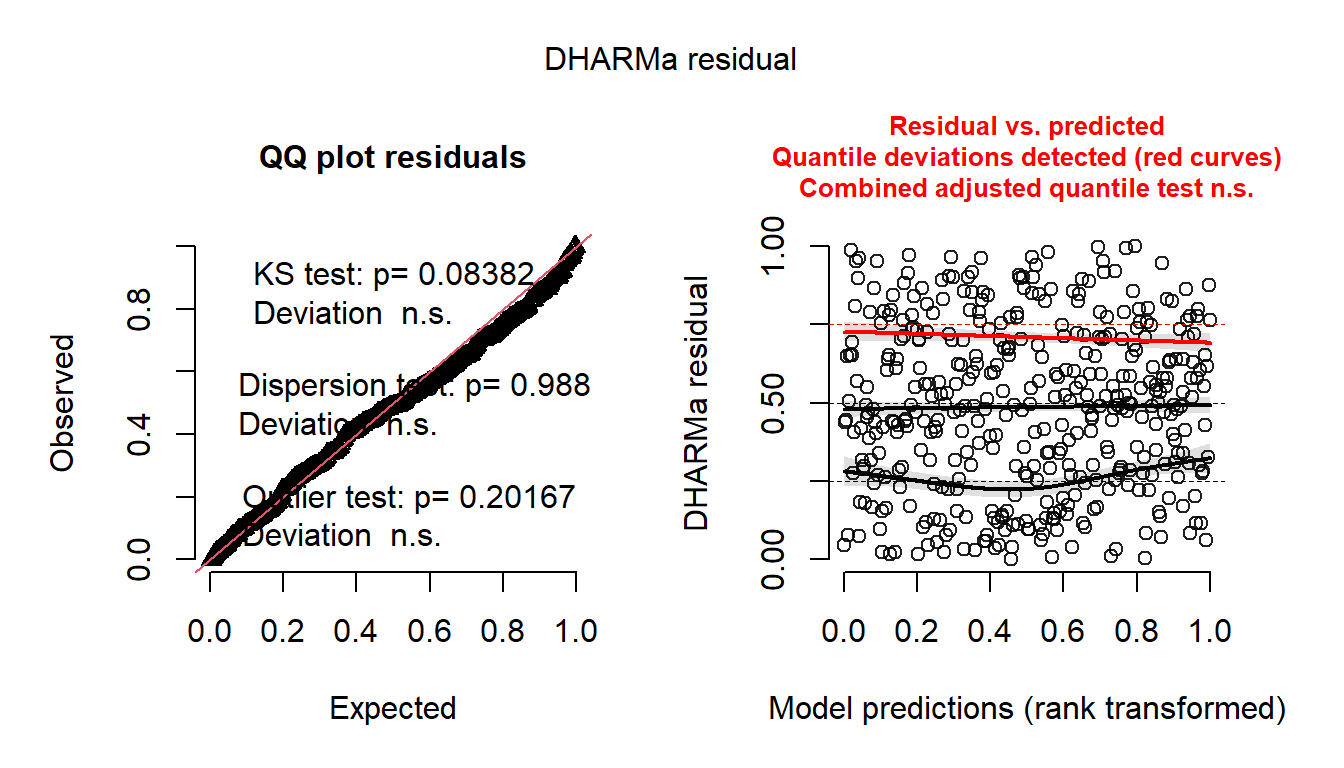 DHARMa residual
QQ plot residuals
KS test: p= 0.08382
Deviation  n.s.
Dispersion test: p= 0.988
Deviation  n.s.
Outlier test: p= 0.20167
Deviation  n.s.
Observed
0.0
0.4
0.8
0.0 0.2 0.4 0.6 0.8 1.0
Expected
Residual vs. predicted
Quantile deviations detected (red curves)
Combined adjusted quantile test n.s.
DHARMa residual
0.00
0.50
1.00
0.0 0.2 0.4 0.6 0.8 1.0
Model predictions (rank transformed)